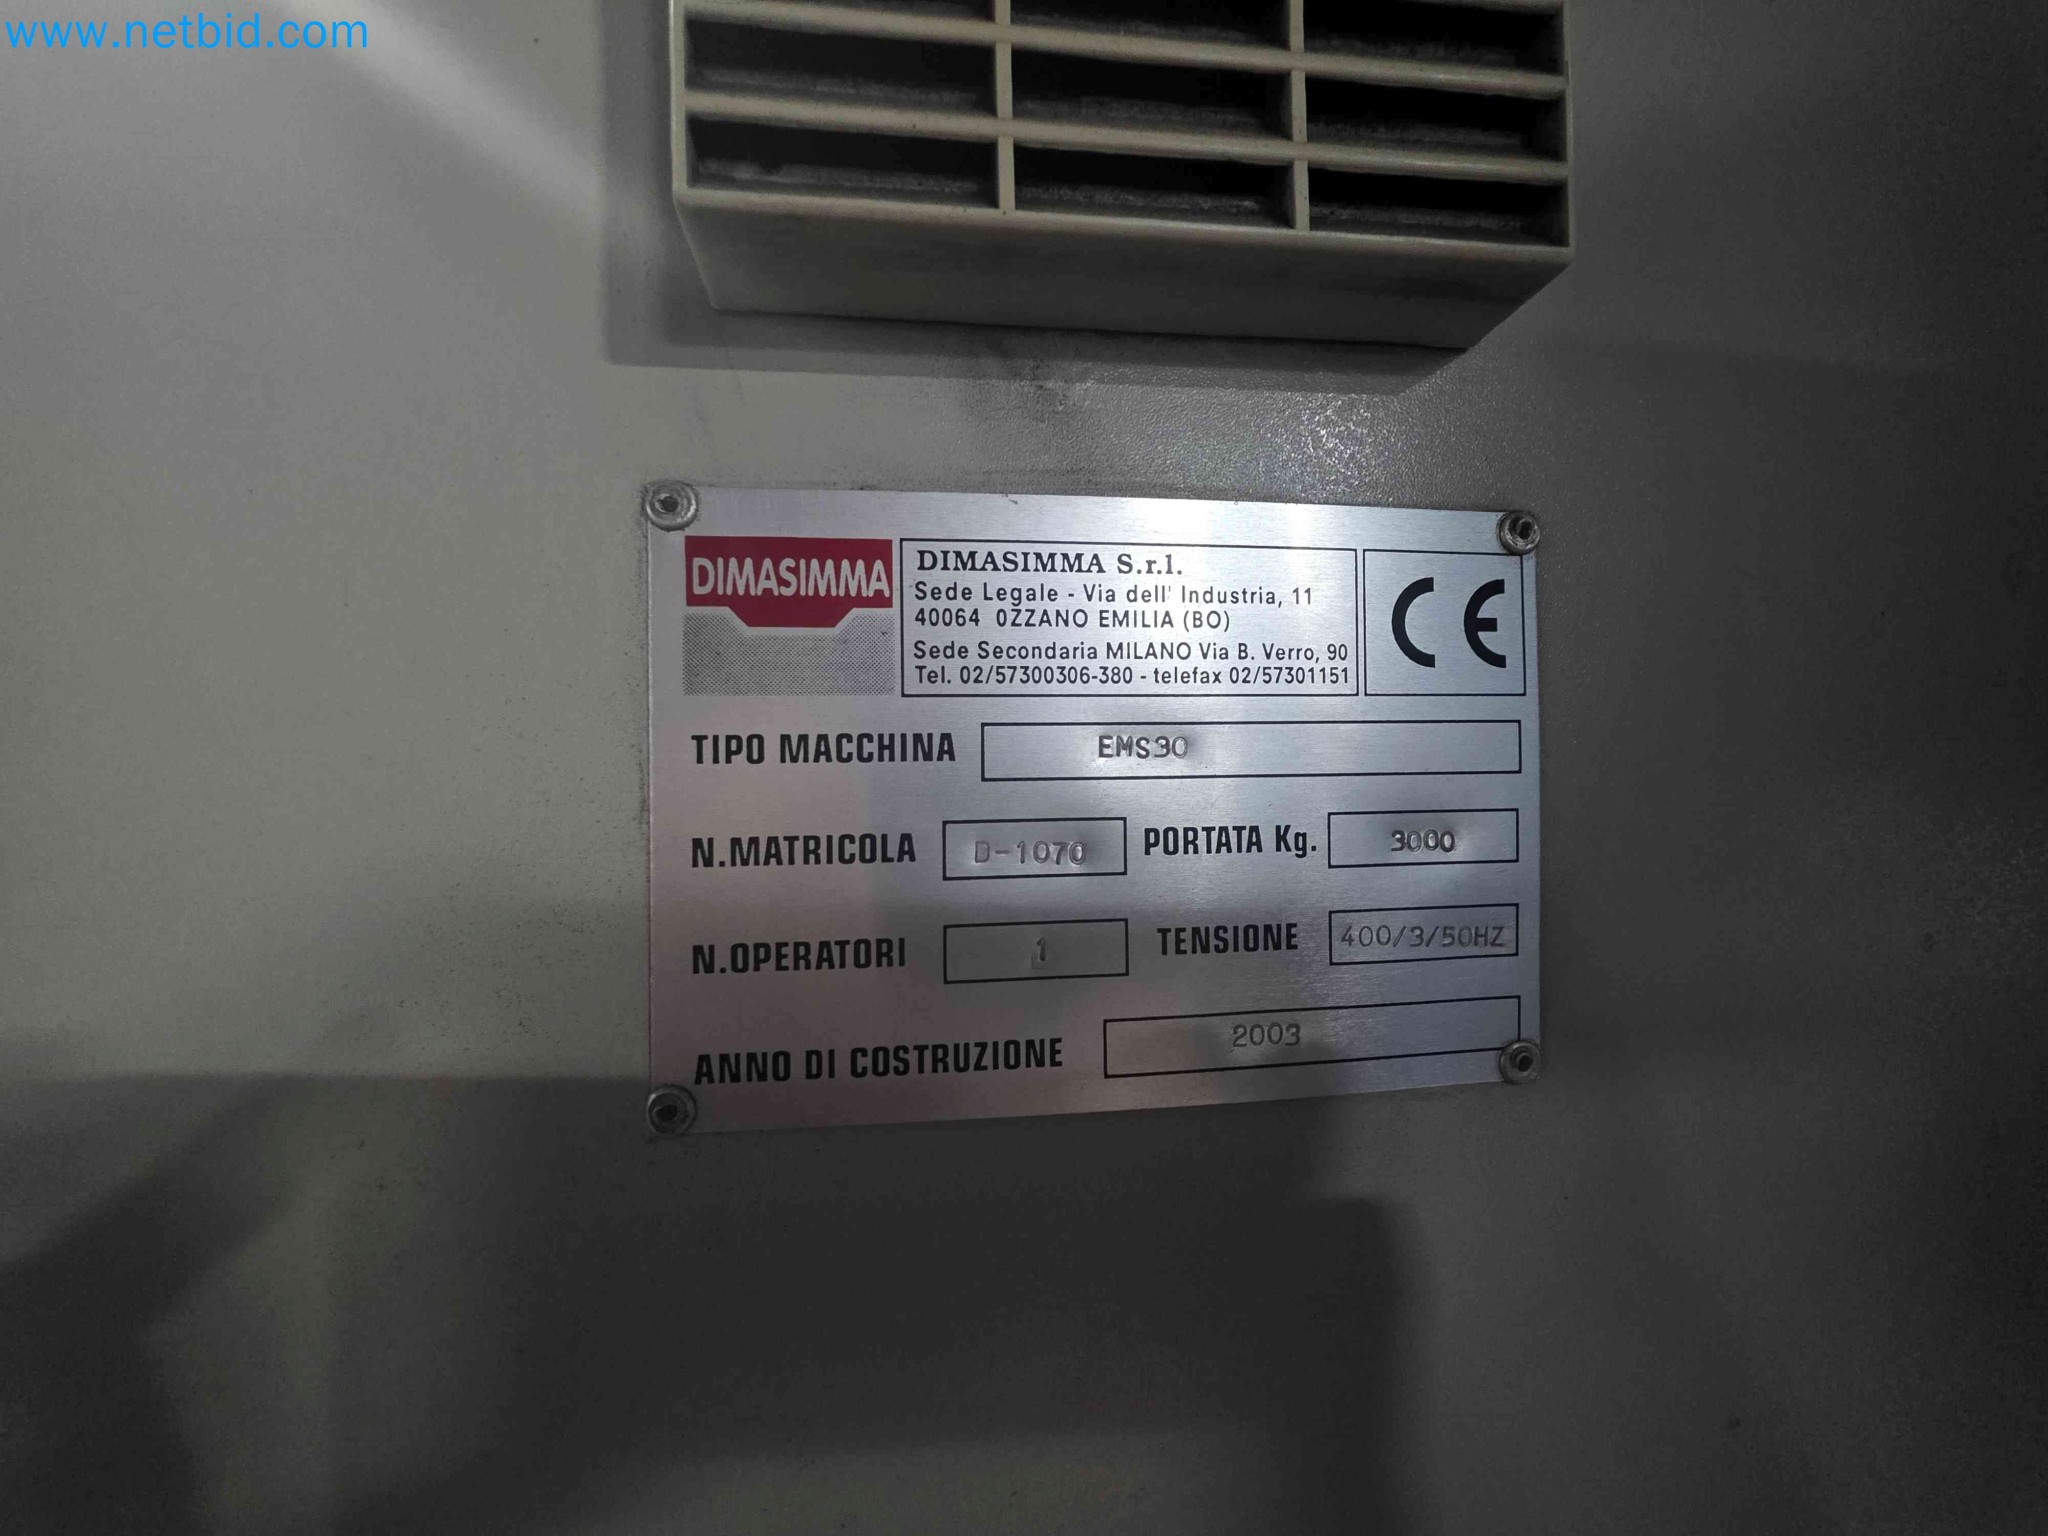 www.netbid.com
DIMASIMMA
DIMASIMMA S.r.l.
Sede Legale - Via dell' Industria, 11
40064 OZZANO EMILIA (BO)
Sede Secondaria MILANO Via B. Verro, 90
Tel. 02/57300306-380 - telefax 02/57301151
CE
TIPO MACCHINA EMS30
N.MATRICOLA D-1070 PORTATA Kg. 3000
N.OPERATORI 1 TENSIONE 400/3/50HZ
ANNO DI COSTRUZIONE 2003